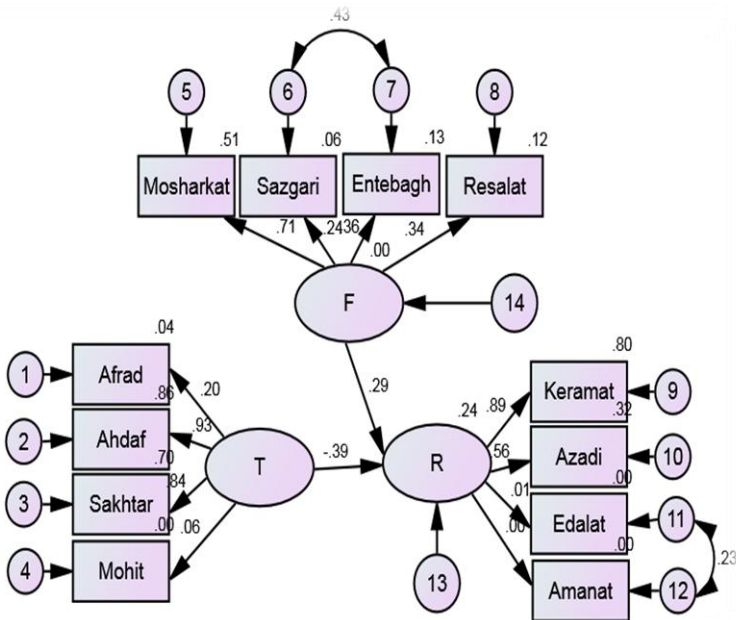 .43
5 6 7 8
.51 .06 .13 .12
Mosharkat Sazgari Entebagh Resalat
.71 .24 .36 .34
.00
F 14
.29
.04
1 Afrad
.20
.86
2 Ahdaf
.93
.70
3 Sakhtar
.84
.00 .06
4 Mohit
T
-.39
.24
R
13
.80
.89 Keramat 9
.32
.56 Azadi 10
.00
.01 Edalat 11
.00
.00 Amanat 12
.23